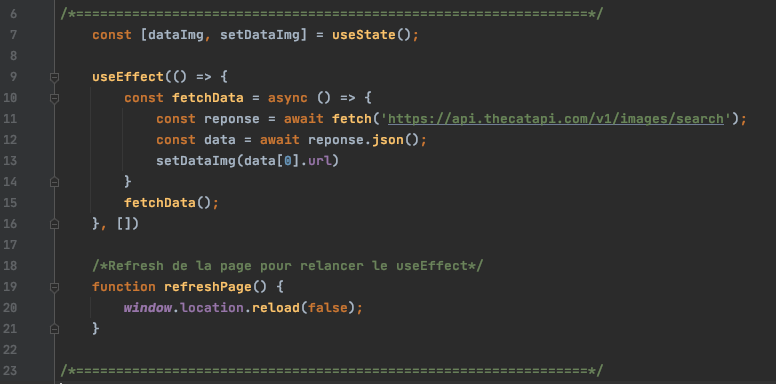 6 /*================================================================*/
7 const [dataImg, setDataImg] = useState();
8
9 useEffect(() => {
10 const fetchData = async () => {
11 const reponse = await fetch('https://api.thecatapi.com/v1/images/search');
12 const data = await reponse.json();
13 setDataImg(data[0].url)
14 }
15 fetchData();
16 }, [])
17
18 /*Refresh de la page pour relancer le useEffect*/
19 function refreshPage() {
20 window.location.reload(false);
21 }
22
23 /*================================================================*/